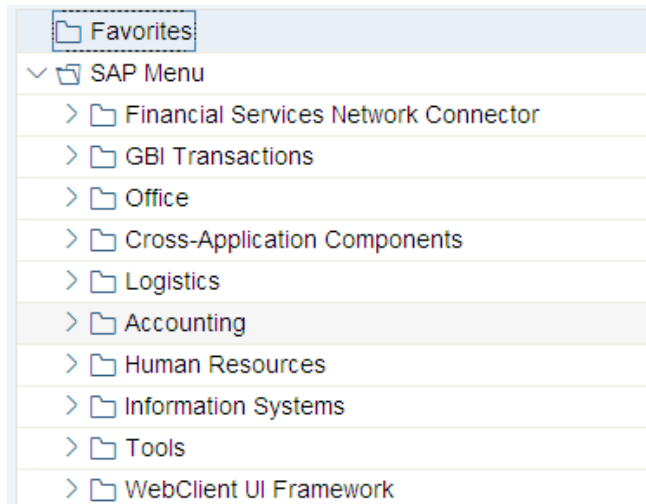 Favorites
SAP Menu
Financial Services Network Connector
GBI Transactions
Office
Cross-Application Components
Logistics
Accounting
Human Resources
Information Systems
Tools
WebClient UI Framework